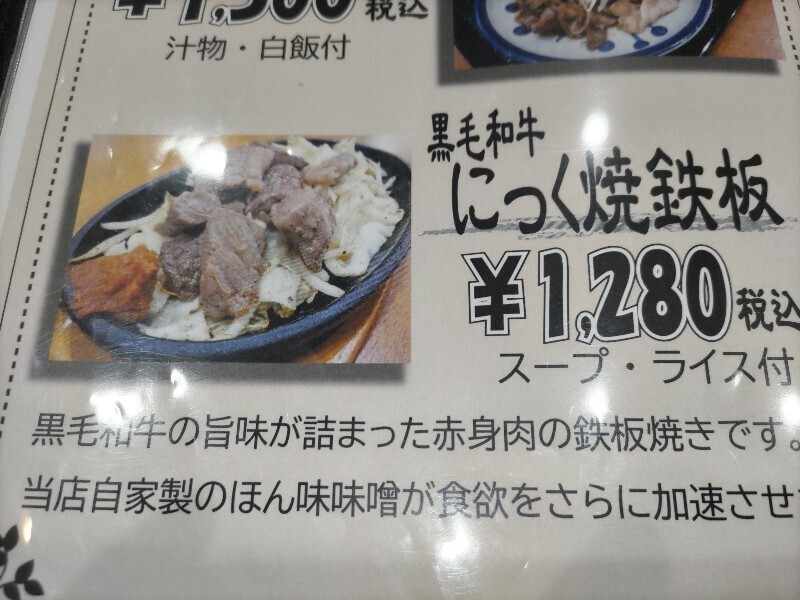 税込
汁物・白飯付
黒毛和牛
にっく焼鉄板
¥1,280 税込
スープ・ライス付
黒毛和牛の旨味が詰まった赤身肉の鉄板焼きです。
当店自家製のほん味味噌が食欲をさらに加速させ